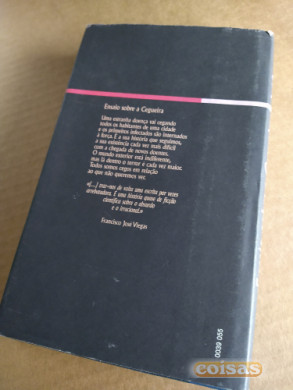 Ensaio sobre a Cegueira
Uma estranha doença vai cegando
todos os habitantes de uma cidade
e os primeiros infectados são internados
à força. É a sua história que seguimos,
a sua existência cada vez mais difícil
com a chegada de novos doentes.
O mundo exterior está indiferente,
mas lá dentro o terror é cada vez maior.
Todos somos cegos em relação
ao que não queremos ver.
«[...] trata-se de uma escrita por vezes
atordoadora. É uma história quase de ficção
científica sobre o absurdo
e o irracional.»
Francisco José Viegas
0039 055
coisas